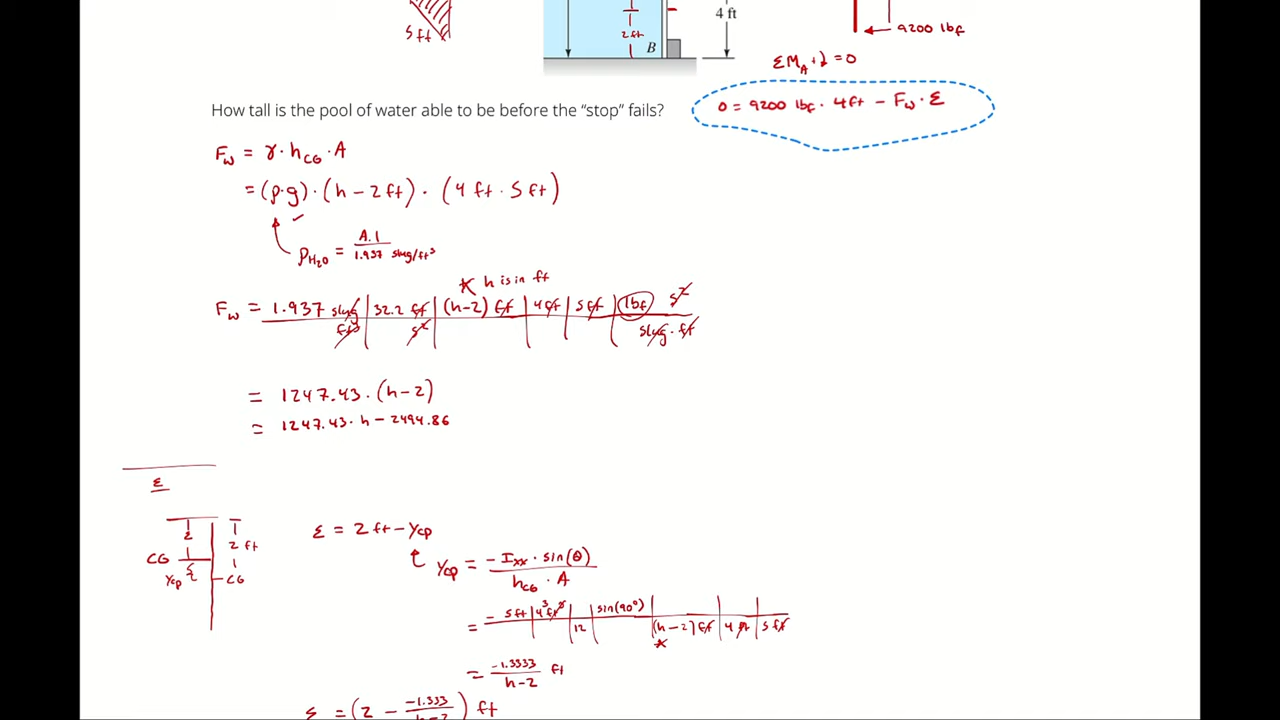 5 ft
2 ft
B
4 ft
9200 lbf
ΣM_A +↓ = 0
0 = 9200 lbf · 4ft − F_w · Σ
How tall is the pool of water able to be before the “stop” fails?
F_w = γ · h_CG · A
= (ρ·g) · (h − 2ft) · (4 ft · 5 ft)
ρ_H2O = A.1
1.937 slug/ft³
* h is in ft
F_w = 1.937 slug | 32.2 ft | (h−2) ft | 4 ft | 5 ft | lbf s²
ft³ | s² | | | | slug · ft
= 1247.43 · (h−2)
= 1247.43 · h − 2494.86
Σ
Σ
2 ft
CG
y_cp
CG
Σ = 2 ft − y_cp
y_cp = −I_xx · sin(θ)
h_CG · A
= − 5 ft | 4³ ft³ | | sin(90°) | | |
12 | | (h−2) ft | 4 ft | 5 ft
*
= −1.3333 ft
h−2
Σ = (2 − −1.333) ft
h−2